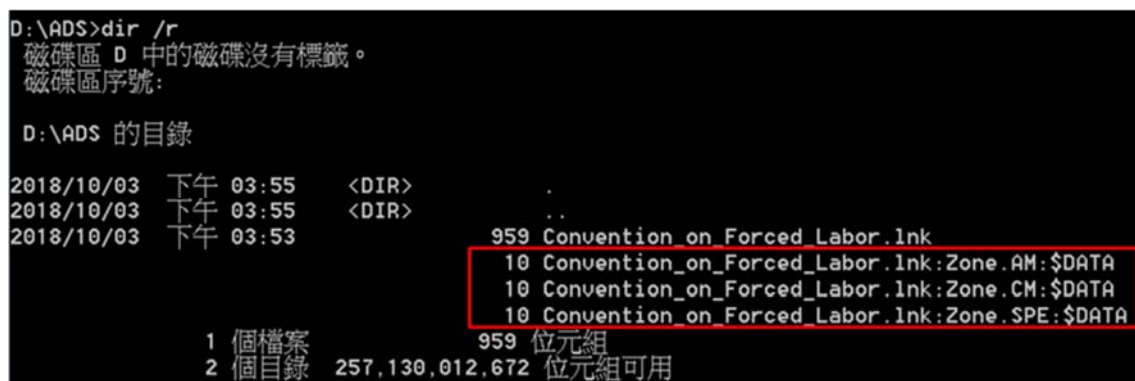 D:\ADS>dir /r
磁碟區 D 中的磁碟沒有標籤。
磁碟區序號:
D:\ADS 的目錄
2018/10/03 下午 03:55 <DIR> .
2018/10/03 下午 03:55 <DIR> ..
2018/10/03 下午 03:53 959 Convention_on_Forced_Labor.lnk
10 Convention_on_Forced_Labor.lnk:Zone.AM:$DATA
10 Convention_on_Forced_Labor.lnk:Zone.CM:$DATA
10 Convention_on_Forced_Labor.lnk:Zone.SPE:$DATA
1 個檔案 959 位元組
2 個目錄 257,130,012,672 位元組可用